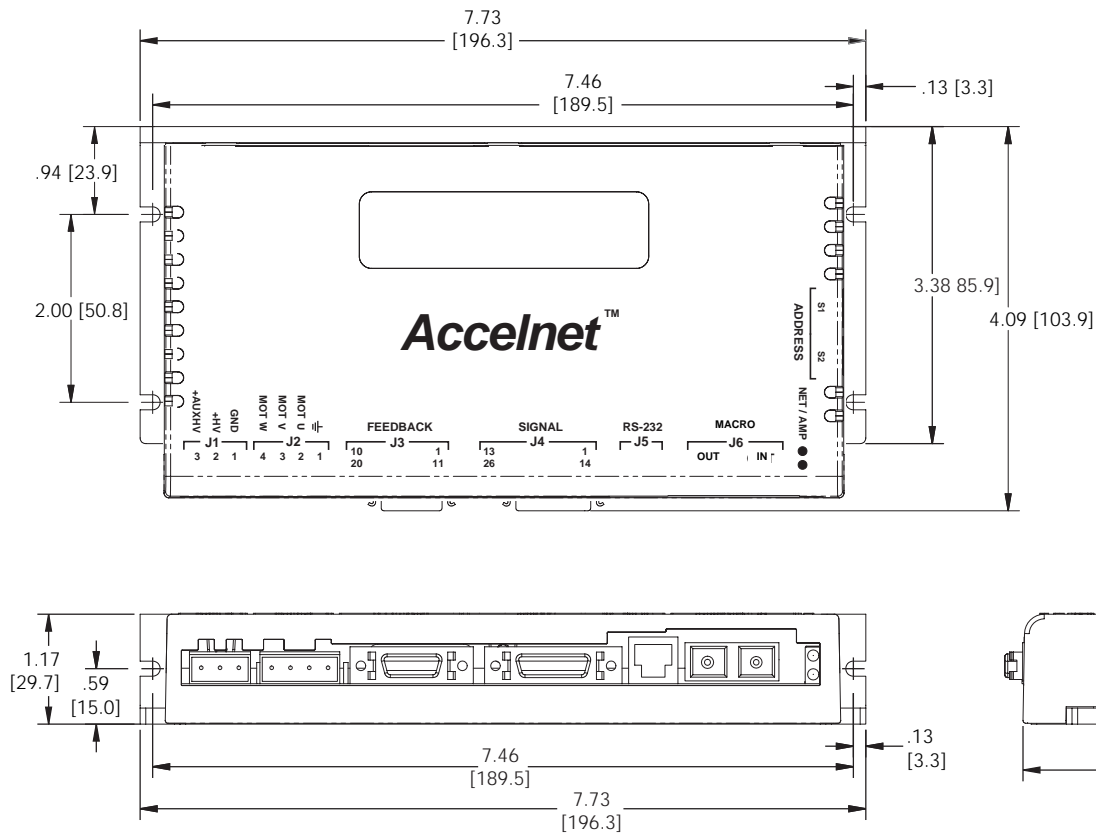 7.73
[196.3]
7.46
[189.5]
.13 [3.3]
.94 [23.9]
2.00 [50.8]
3.38 85.9]
4.09 [103.9]
Accelnet™
S1
S2
ADDRESS
NET / AMP
+AUXHV
+HV
GND
MOT W
MOT V
MOT U
J1
J2
3 2 1
4 3 2 1
FEEDBACK
J3
10 1
20 11
SIGNAL
J4
13 1
26 14
RS-232
J5
MACRO
J6
OUT IN
1.17
[29.7]
.59
[15.0]
7.46
[189.5]
.13
[3.3]
7.73
[196.3]